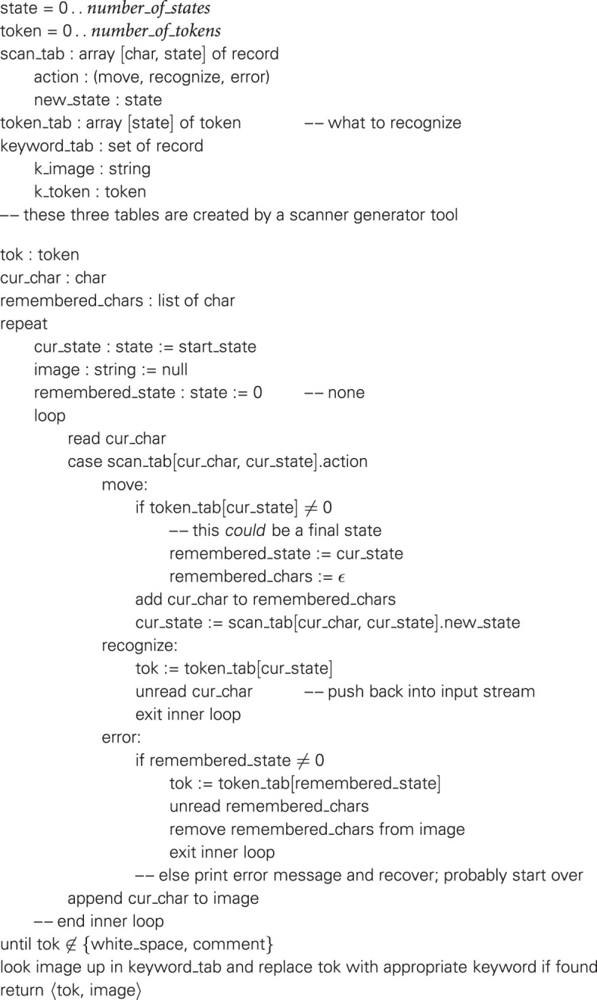 state = 0 . . number_of_states
token = 0 . . number_of_tokens
scan_tab : array [char, state] of record
action : (move, recognize, error)
new_state : state
token_tab : array [state] of token −− what to recognize
keyword_tab : set of record
k_image : string
k_token : token
−− these three tables are created by a scanner generator tool
tok : token
cur_char : char
remembered_chars : list of char
repeat
cur_state : state := start_state
image : string := null
remembered_state : state := 0 −− none
loop
read cur_char
case scan_tab[cur_char, cur_state].action
move:
if token_tab[cur_state] ≠ 0
−− this could be a final state
remembered_state := cur_state
remembered_chars := ϵ
add cur_char to remembered_chars
cur_state := scan_tab[cur_char, cur_state].new_state
recognize:
tok := token_tab[cur_state]
unread cur_char −− push back into input stream
exit inner loop
error:
if remembered_state ≠ 0
tok := token_tab[remembered_state]
unread remembered_chars
remove remembered_chars from image
exit inner loop
−− else print error message and recover; probably start over
append cur_char to image
−− end inner loop
until tok ∉ {white_space, comment}
look image up in keyword_tab and replace tok with appropriate keyword if found
return ⟨tok, image⟩